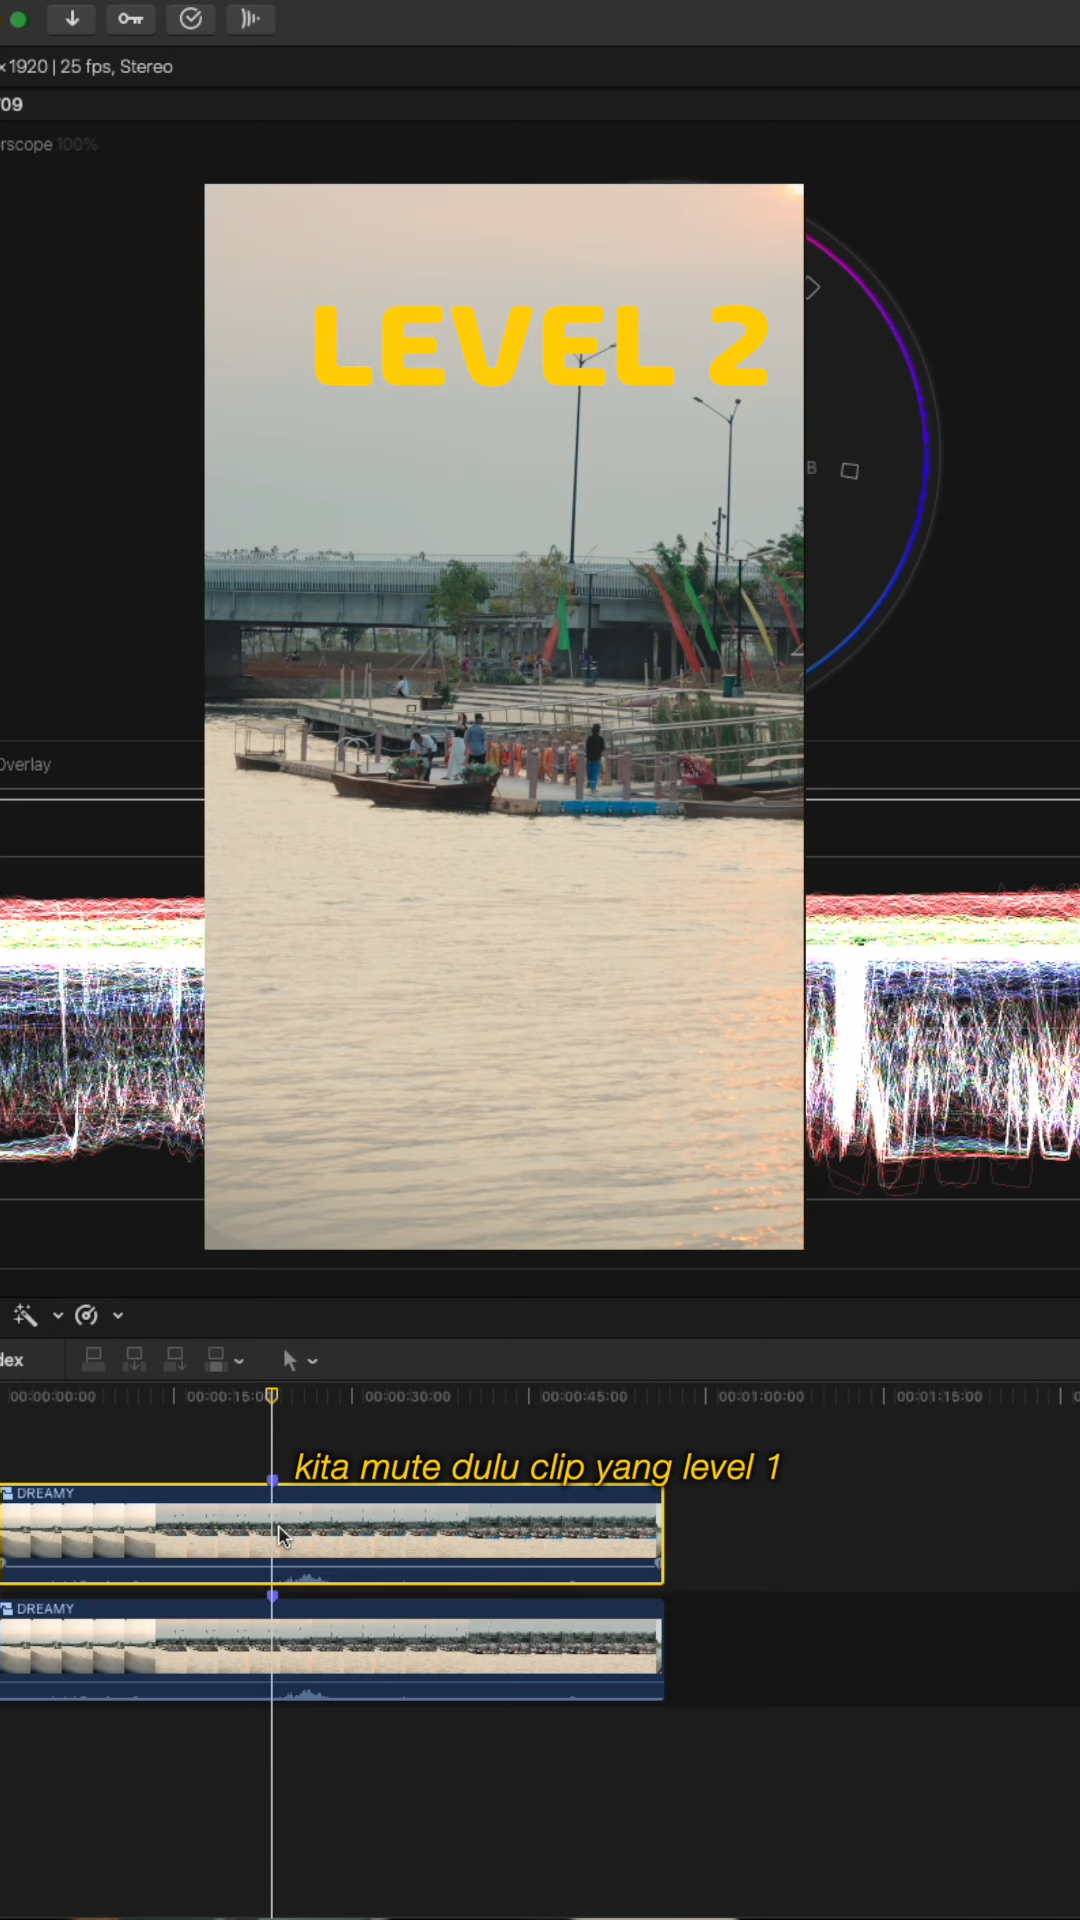 ×1920 | 25 fps, Stereo
09
rscope 100%
LEVEL 2
B
Overlay
dex
00:00:00:00
00:00:15:00
00:00:30:00
00:00:45:00
00:01:00:00
00:01:15:00
kita mute dulu clip yang level 1
DREAMY
DREAMY